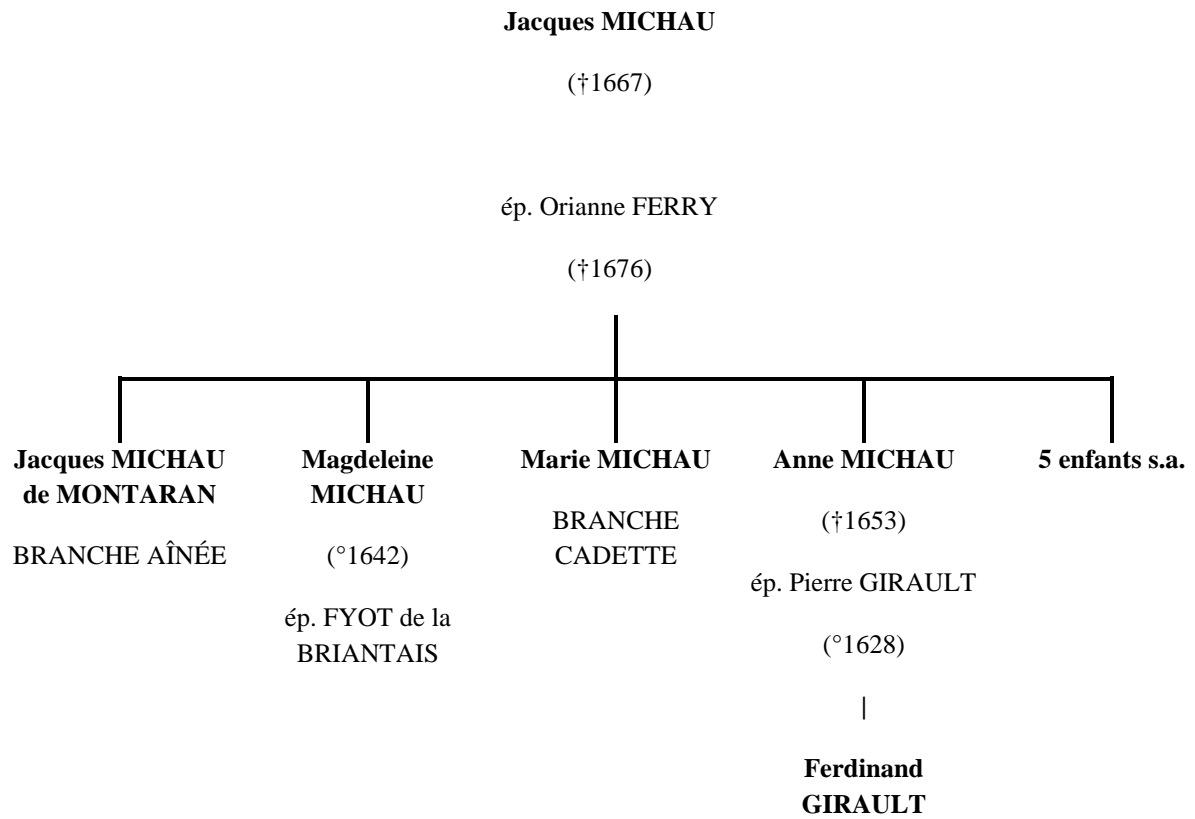 Jacques MICHAU
(†1667)
ép. Orianne FERRY
(†1676)
Jacques MICHAU
de MONTARAN
BRANCHE AÎNÉE
Magdeleine
MICHAU
(°1642)
ép. FYOT de la
BRIANTAIS
Marie MICHAU
BRANCHE
CADETTE
Anne MICHAU
(†1653)
ép. Pierre GIRAULT
(°1628)
|
Ferdinand
GIRAULT
5 enfants s.a.